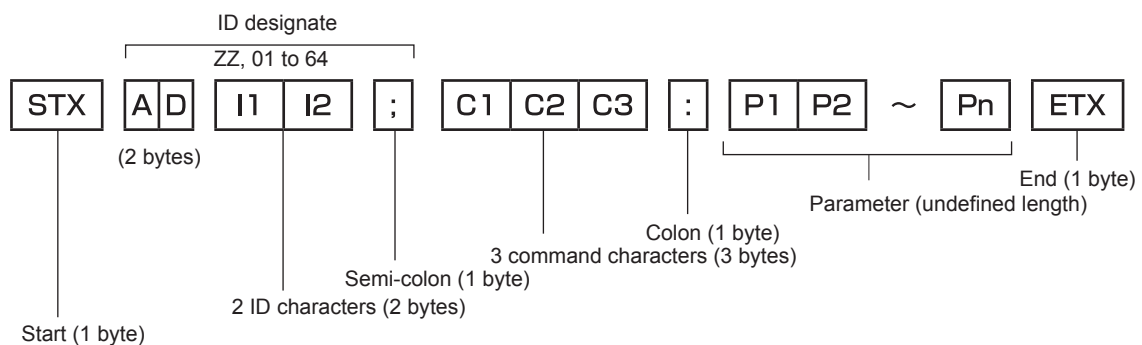 ID designate
ZZ, 01 to 64
STX A D I1 I2 ; C1 C2 C3 : P1 P2 ～ Pn ETX
(2 bytes)
End (1 byte)
Parameter (undefined length)
Colon (1 byte)
3 command characters (3 bytes)
Semi-colon (1 byte)
2 ID characters (2 bytes)
Start (1 byte)